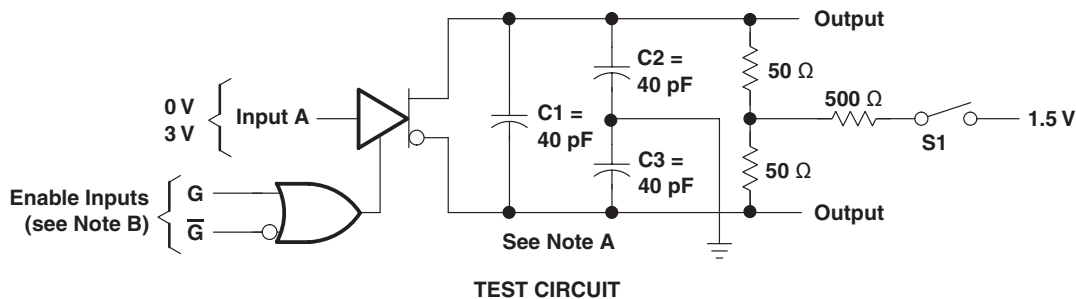 Output
C2 =
40 pF
50 Ω
0 V
3 V
Input A
C1 =
40 pF
500 Ω
1.5 V
S1
C3 =
40 pF
50 Ω
Enable Inputs
(see Note B)
G
G̅
Output
See Note A
TEST CIRCUIT